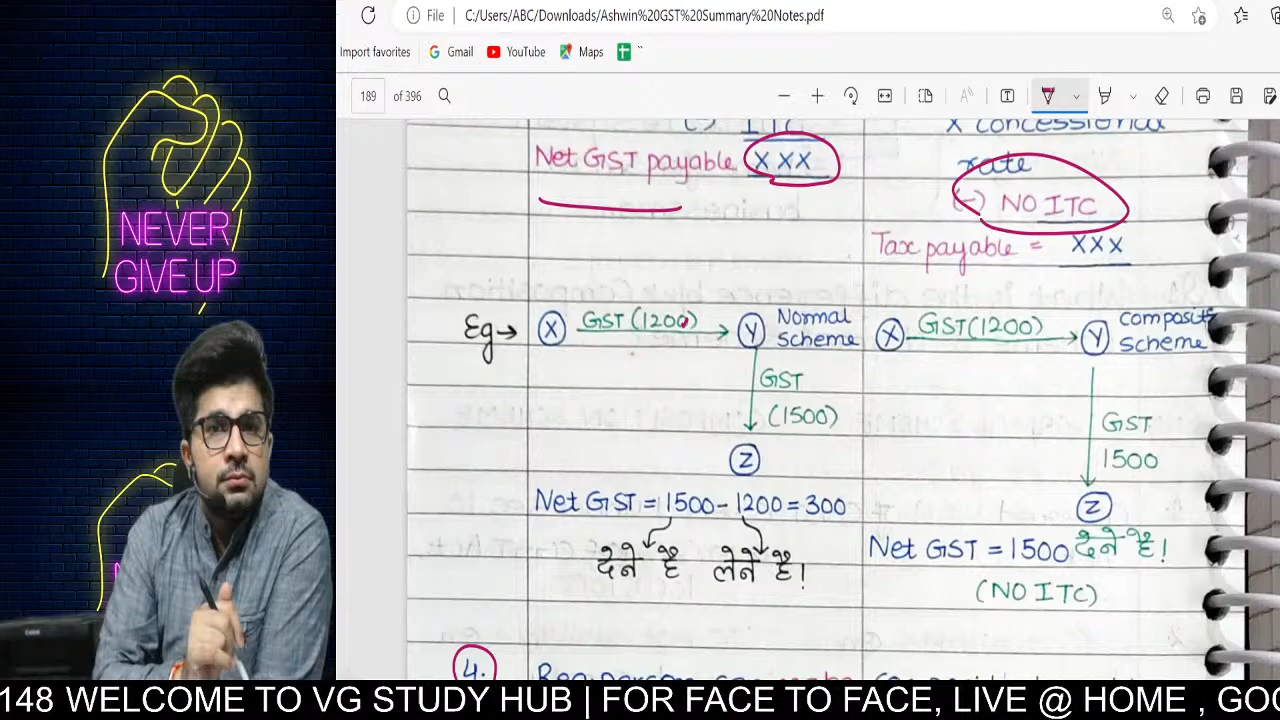 File | C:/Users/ABC/Downloads/Ashwin%20GST%20Summary%20Notes.pdf
Import favorites Gmail YouTube Maps
189 of 396
(-) ITC
Net GST payable XXX
X concessional
rate
(-) NO ITC
Tax payable = XXX
Eg→ X GST (1200) Y Normal
scheme
GST
(1500)
Z
Net GST = 1500 - 1200 = 300
देने है लेने है!
X GST (1200) Y
scheme
GST
1500
Z
Net GST = 1500 देने है!
(NO ITC)
4.
NEVER
GIVE UP
148 WELCOME TO VG STUDY HUB | FOR FACE TO FACE, LIVE @ HOME , GOO